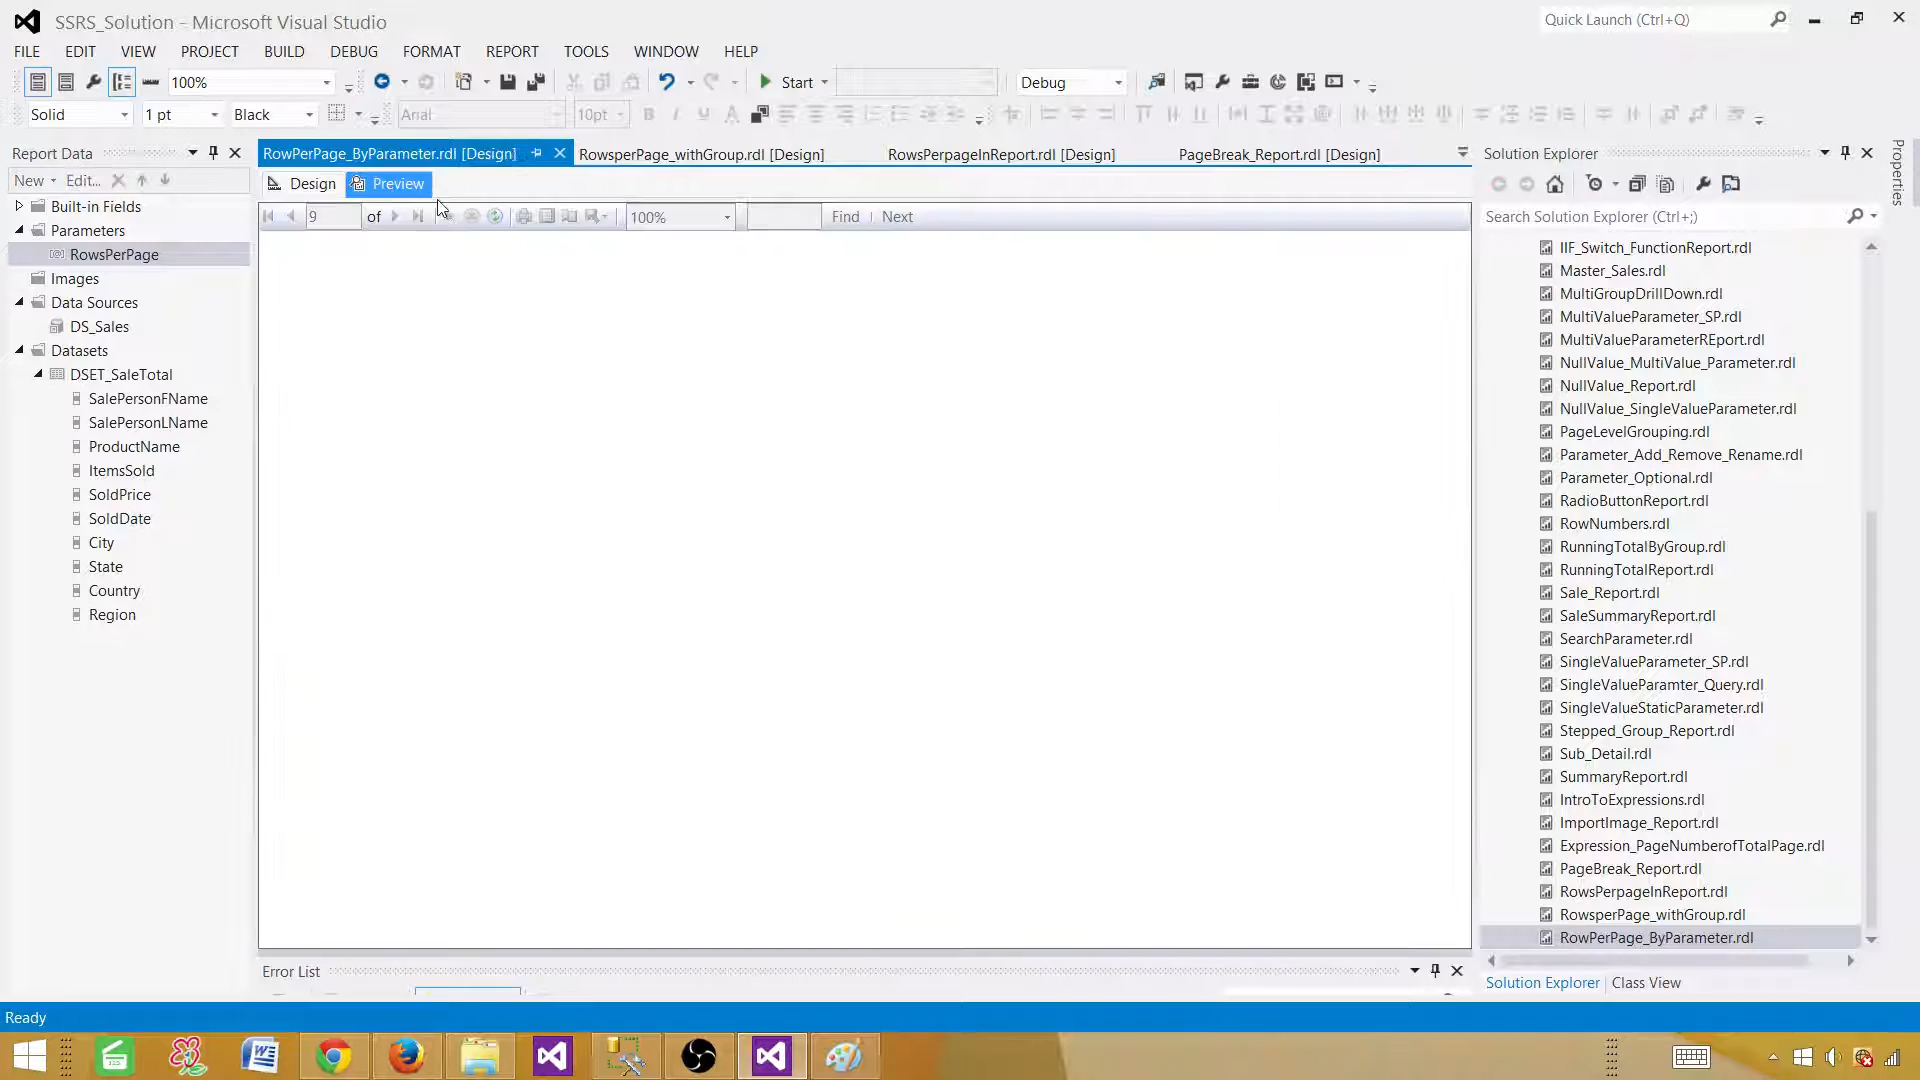 SSRS_Solution - Microsoft Visual Studio
Quick Launch (Ctrl+Q)
FILE EDIT VIEW PROJECT BUILD DEBUG FORMAT REPORT TOOLS WINDOW HELP
100% Start Debug
Solid 1 pt Black Arial 10pt B I U A
Report Data
RowPerPage_ByParameter.rdl [Design] RowsperPage_withGroup.rdl [Design] RowsPerpageInReport.rdl [Design] PageBreak_Report.rdl [Design]
Solution Explorer
Properties
New Edit...
Design Preview
9 of 100% Find Next
Search Solution Explorer (Ctrl+;)
Built-in Fields
Parameters
RowsPerPage
Images
Data Sources
DS_Sales
Datasets
DSET_SaleTotal
SalePersonFName
SalePersonLName
ProductName
ItemsSold
SoldPrice
SoldDate
City
State
Country
Region
IIF_Switch_FunctionReport.rdl
Master_Sales.rdl
MultiGroupDrillDown.rdl
MultiValueParameter_SP.rdl
MultiValueParameterREport.rdl
NullValue_MultiValue_Parameter.rdl
NullValue_Report.rdl
NullValue_SingleValueParameter.rdl
PageLevelGrouping.rdl
Parameter_Add_Remove_Rename.rdl
Parameter_Optional.rdl
RadioButtonReport.rdl
RowNumbers.rdl
RunningTotalByGroup.rdl
RunningTotalReport.rdl
Sale_Report.rdl
SaleSummaryReport.rdl
SearchParameter.rdl
SingleValueParameter_SP.rdl
SingleValueParamter_Query.rdl
SingleValueStaticParameter.rdl
Stepped_Group_Report.rdl
Sub_Detail.rdl
SummaryReport.rdl
IntroToExpressions.rdl
ImportImage_Report.rdl
Expression_PageNumberofTotalPage.rdl
PageBreak_Report.rdl
RowsPerpageInReport.rdl
RowsperPage_withGroup.rdl
RowPerPage_ByParameter.rdl
Error List
Solution Explorer Class View
Ready